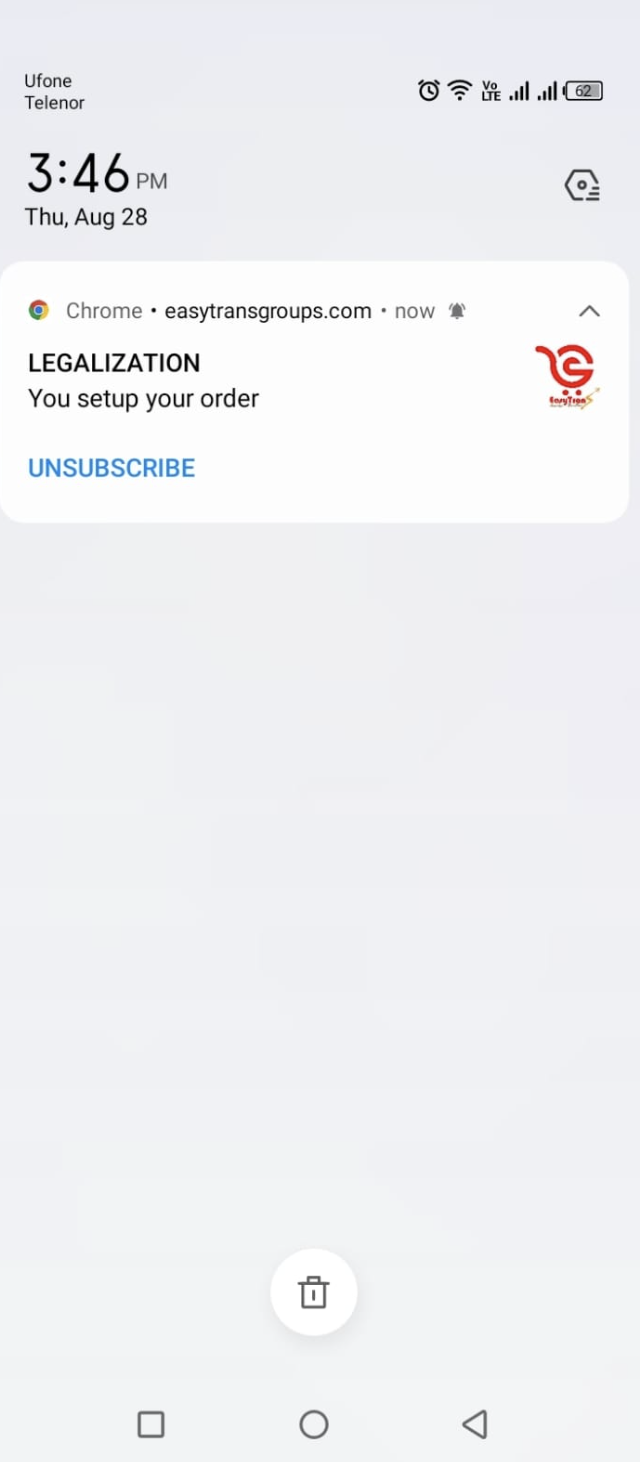 Ufone
Telenor
Vo
LTE
62
3:46 PM
Thu, Aug 28
Chrome • easytransgroups.com • now
LEGALIZATION
You setup your order
EasyTrans
UNSUBSCRIBE